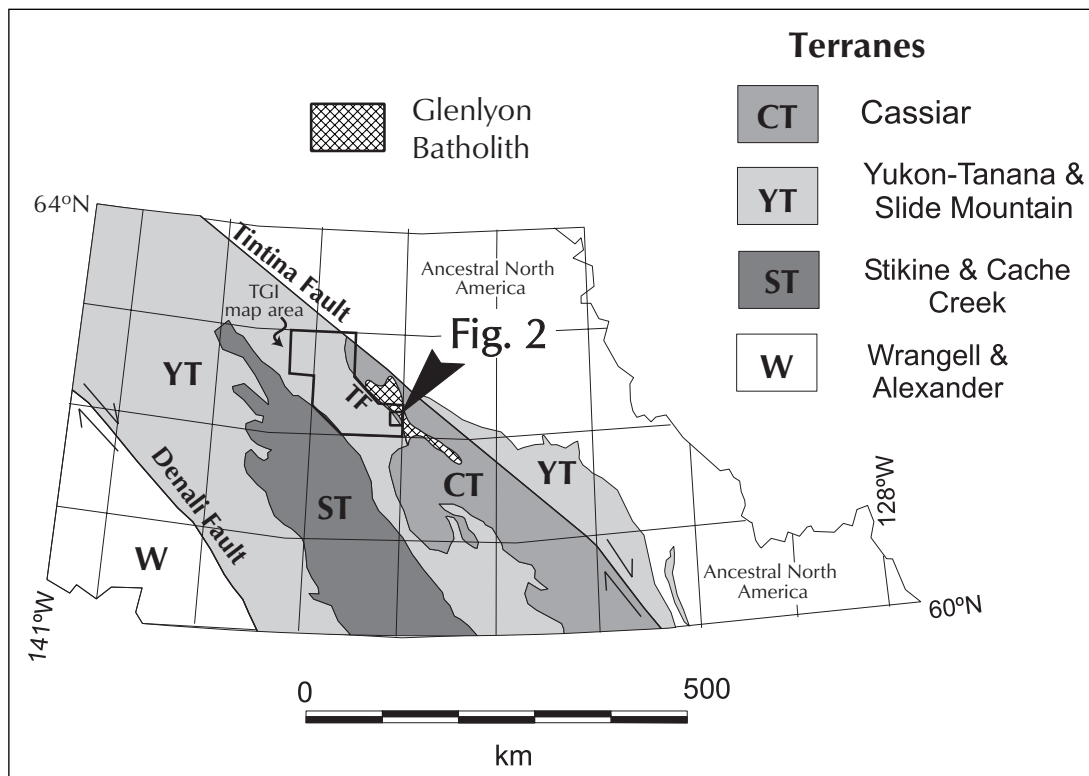 Terranes
Glenlyon
Batholith
CT
Cassiar
YT
Yukon-Tanana &
Slide Mountain
ST
Stikine & Cache
Creek
W
Wrangell &
Alexander
64ºN
Tintina Fault
Ancestral North
America
TGI
map area
Fig. 2
YT
TF
YT
CT
ST
Denali Fault
W
128ºW
Ancestral North
America
60ºN
141ºW
0
500
km